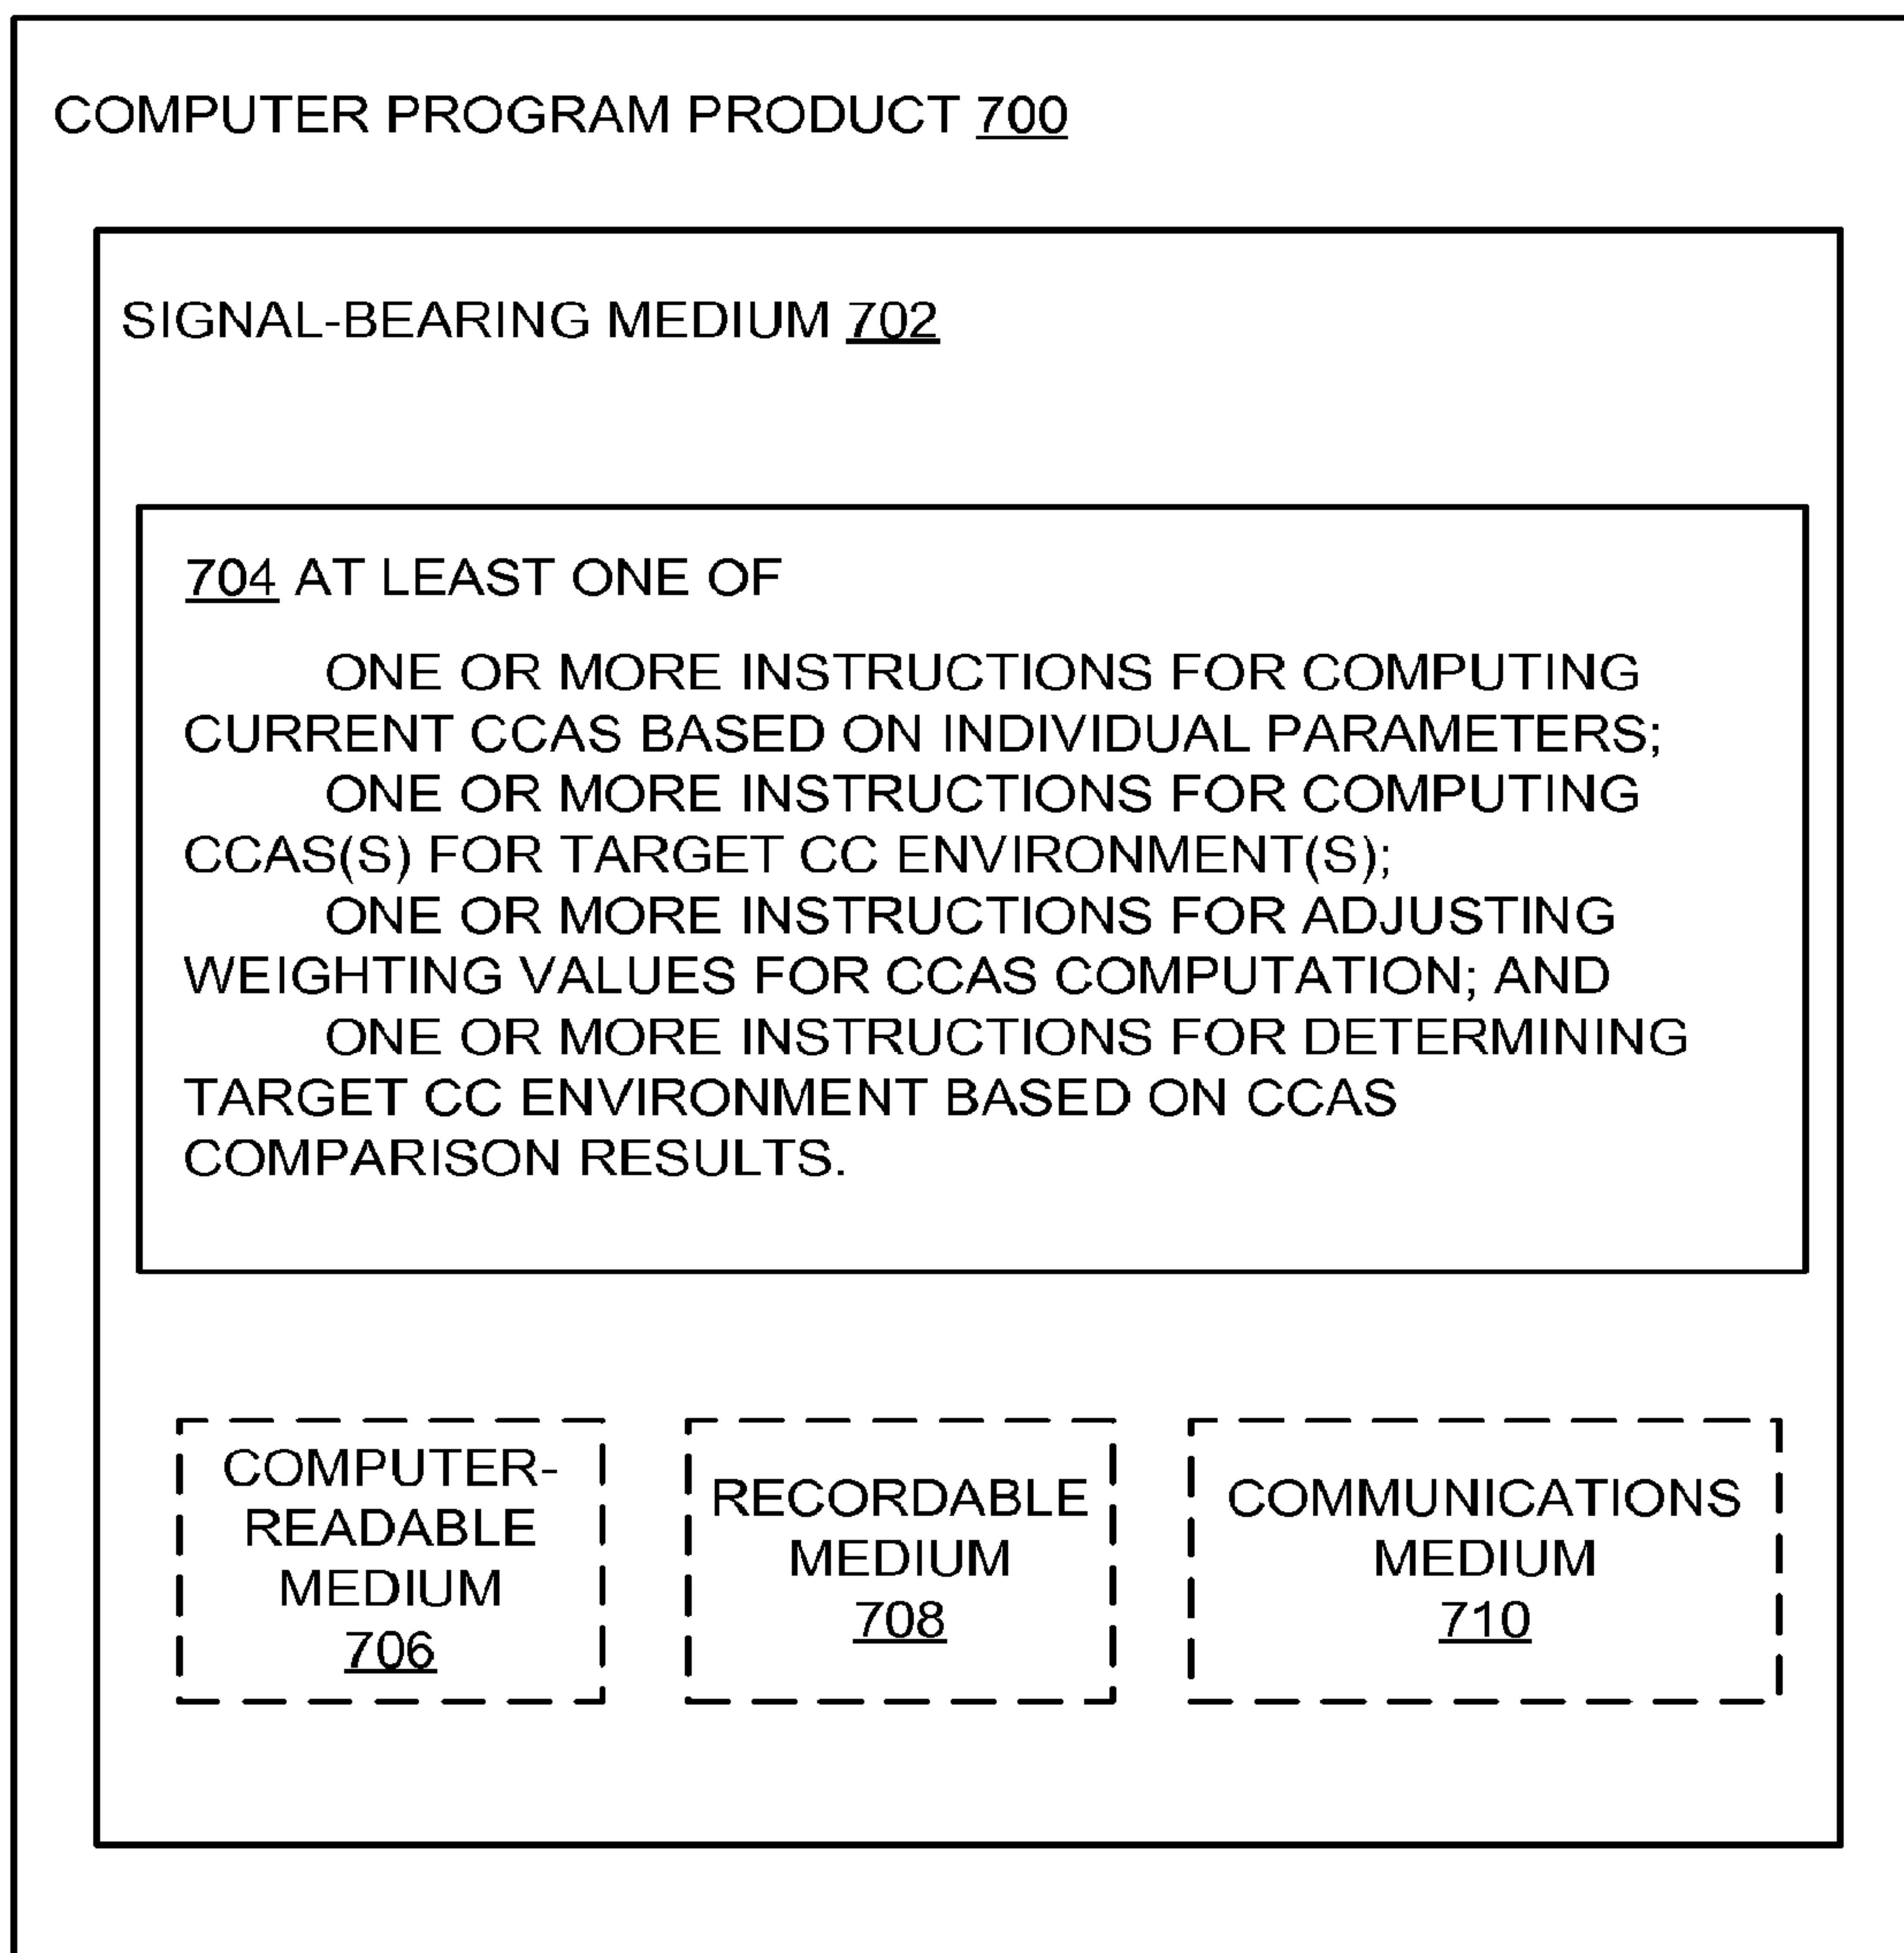 COMPUTER PROGRAM PRODUCT 700
SIGNAL-BEARING MEDIUM 702
704 AT LEAST ONE OF
ONE OR MORE INSTRUCTIONS FOR COMPUTING
CURRENT CCAS BASED ON INDIVIDUAL PARAMETERS;
ONE OR MORE INSTRUCTIONS FOR COMPUTING
CCAS(S) FOR TARGET CC ENVIRONMENT(S);
ONE OR MORE INSTRUCTIONS FOR ADJUSTING
WEIGHTING VALUES FOR CCAS COMPUTATION; AND
ONE OR MORE INSTRUCTIONS FOR DETERMINING
TARGET CC ENVIRONMENT BASED ON CCAS
COMPARISON RESULTS.
COMPUTER-
READABLE
MEDIUM
706
RECORDABLE
MEDIUM
708
COMMUNICATIONS
MEDIUM
710